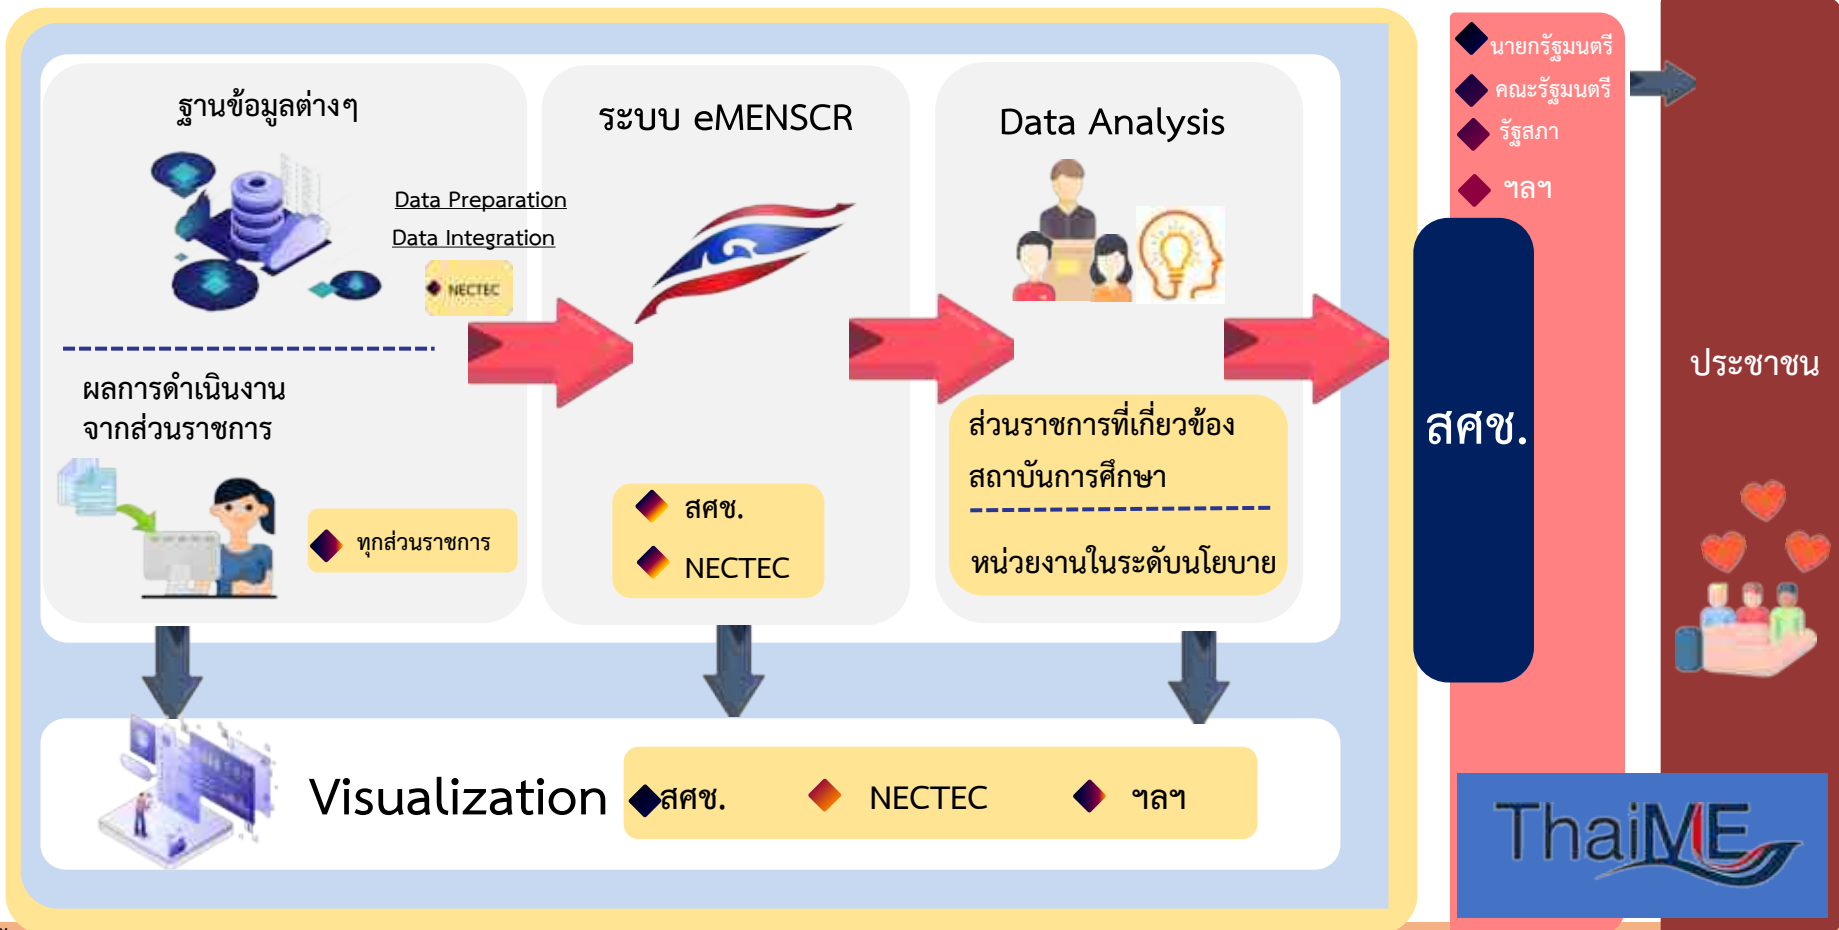 ฐานข้อมูลต่างๆ
Data Preparation
Data Integration
NECTEC
ผลการดำเนินงาน
จากส่วนราชการ
ทุกส่วนราชการ
ระบบ eMENSCR
สศช.
NECTEC
Data Analysis
ส่วนราชการที่เกี่ยวข้อง
สถาบันการศึกษา
หน่วยงานในระดับนโยบาย
Visualization
สศช.
NECTEC
ฯลฯ
นายกรัฐมนตรี
คณะรัฐมนตรี
รัฐสภา
ฯลฯ
สศช.
ประชาชน
ThaiME